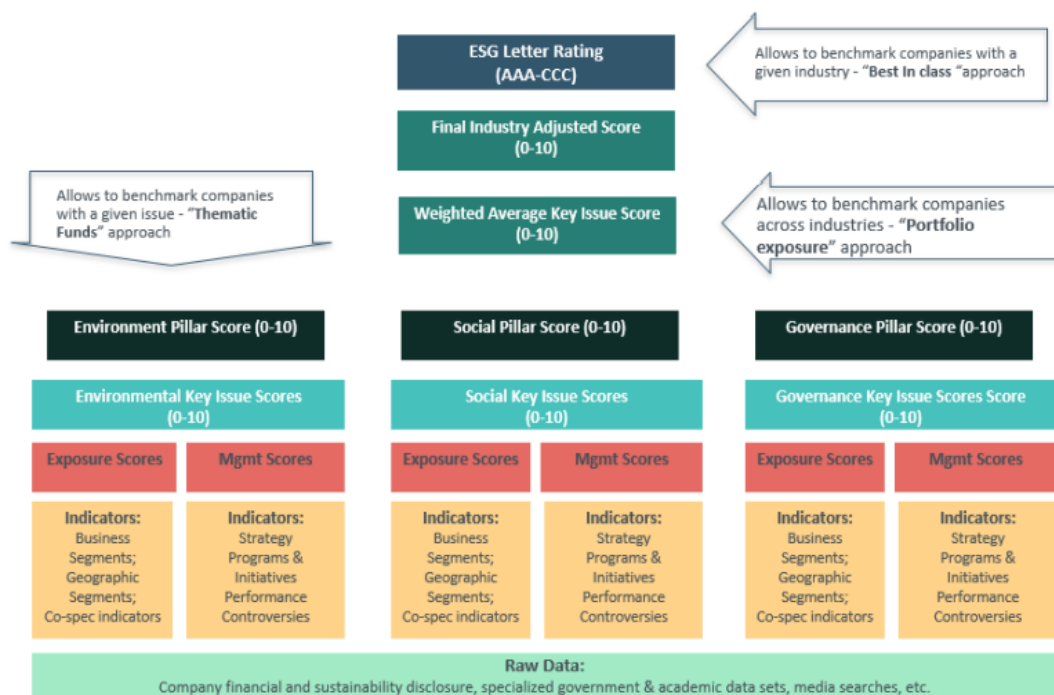 ESG Letter Rating
(AAA-CCC)
Allows to benchmark companies with a
given industry - “Best In class “approach
Final Industry Adjusted Score
(0-10)
Allows to benchmark companies
with a given issue - “Thematic
Funds” approach
Weighted Average Key Issue Score
(0-10)
Allows to benchmark companies
across industries - “Portfolio
exposure” approach
Environment Pillar Score (0-10)
Social Pillar Score (0-10)
Governance Pillar Score (0-10)
Environmental Key Issue Scores
(0-10)
Social Key Issue Scores
(0-10)
Governance Key Issue Scores Score
(0-10)
Exposure Scores
Mgmt Scores
Exposure Scores
Mgmt Scores
Exposure Scores
Mgmt Scores
Indicators:
Business
Segments;
Geographic
Segments;
Co-spec indicators
Indicators:
Strategy
Programs &
Initiatives
Performance
Controversies
Indicators:
Business
Segments;
Geographic
Segments;
Co-spec indicators
Indicators:
Strategy
Programs &
Initiatives
Performance
Controversies
Indicators:
Business
Segments;
Geographic
Segments;
Co-spec indicators
Indicators:
Strategy
Programs &
Initiatives
Performance
Controversies
Raw Data:
Company financial and sustainability disclosure, specialized government & academic data sets, media searches, etc.